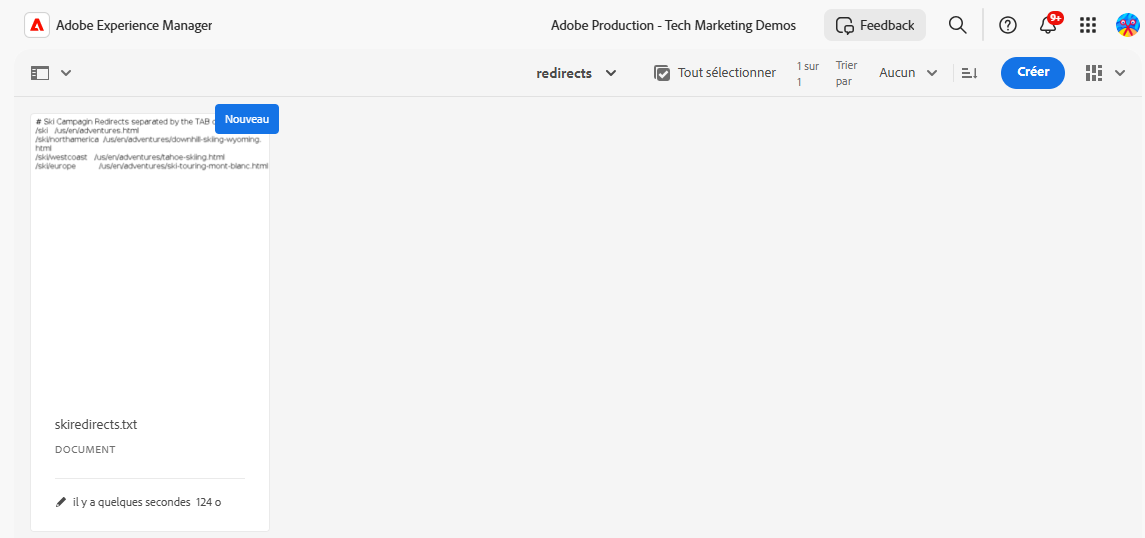 Adobe Experience Manager
Adobe Production - Tech Marketing Demos
Feedback
9+
redirects
Tout sélectionner
1 sur
1
Trier
par
Aucun
Créer
Nouveau
# Ski Campagin Redirects separated by the TAB
/ski /us/en/adventures.html
/ski/northamerica /us/en/adventures/downhill-skiing-wyoming.
html
/ski/westcoast /us/en/adventures/tahoe-skiing.html
/ski/europe /us/en/adventures/ski-touring-mont-blanc.html
skiredirects.txt
DOCUMENT
il y a quelques secondes 124 o